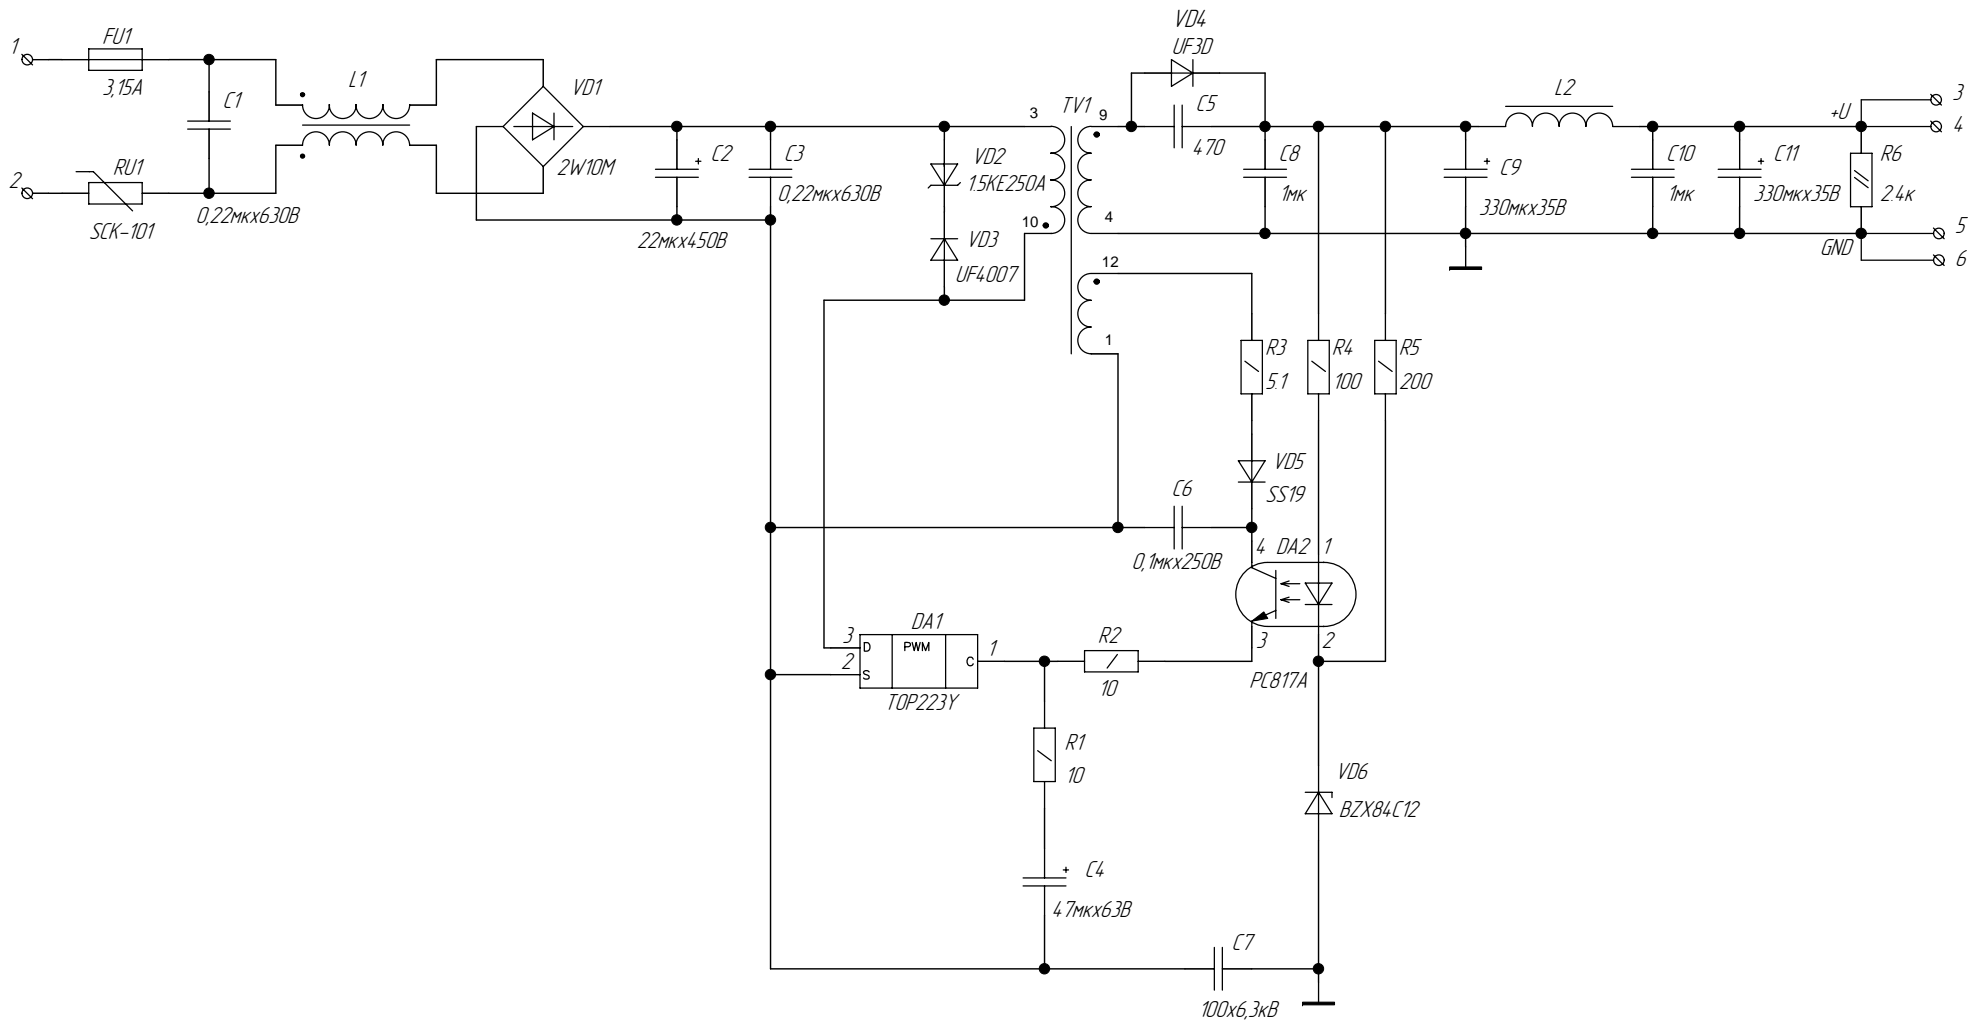 1
FU1
3,15А
2
RU1
SCK-101
C1
0,22мкх630В
L1
VD1
2W10M
C2
+
22мкх450В
C3
0,22мкх630В
VD2
1.5KE250A
VD3
UF4007
TV1
3
10
9
4
12
1
VD4
UF3D
C5
470
C8
1мк
+
C9
330мкх35В
L2
C10
1мк
+
C11
330мкх35В
+U
R6
2.4к
GND
3
4
5
6
R3
5.1
R4
100
R5
200
VD5
SS19
C6
0,1мкх250В
4
DA2
1
3
2
PC817A
DA1
3
D
PWM
2
S
C
1
TOP223Y
R2
10
R1
10
+
C4
47мкх63В
VD6
BZX84C12
C7
100х6,3кВ